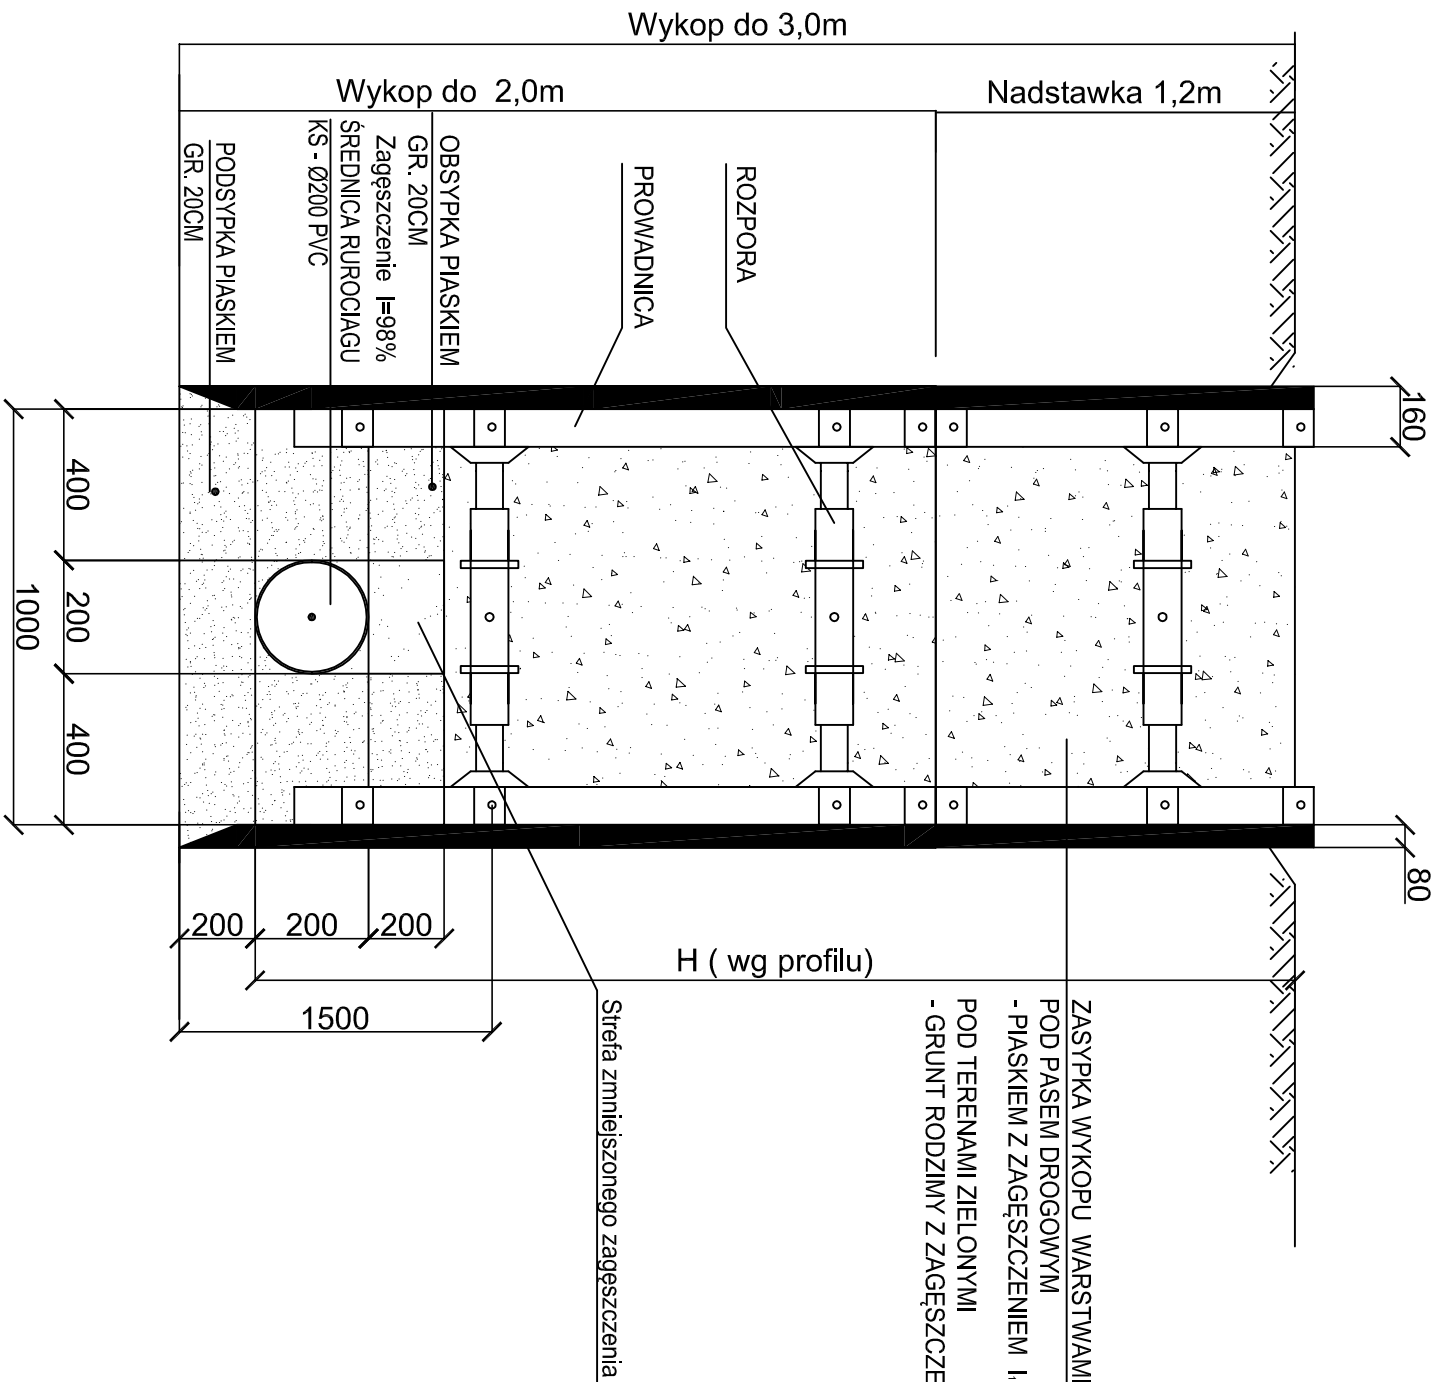 Wykop do 3,0m
Wykop do 2,0m
Nadstawka 1,2m
ROZPORA
PROWADNICA
OBSYPKA PIASKIEM
GR. 20CM
Zagęszczenie I=98%
ŚREDNICA RUROCIAGU
KS - Ø200 PVC
PODSYPKA PIASKIEM
GR. 20CM
160
80
400
200
400
1000
200
200
200
1500
H ( wg profilu)
Strefa zmniejszonego zagęszczenia
ZASYPKA WYKOPU WARSTWAMI
POD PASEM DROGOWYM
- PIASKIEM Z ZAGĘSZCZENIEM
POD TERENAMI ZIELONYMI
- GRUNT RODZIMY Z ZAGĘSZCZE